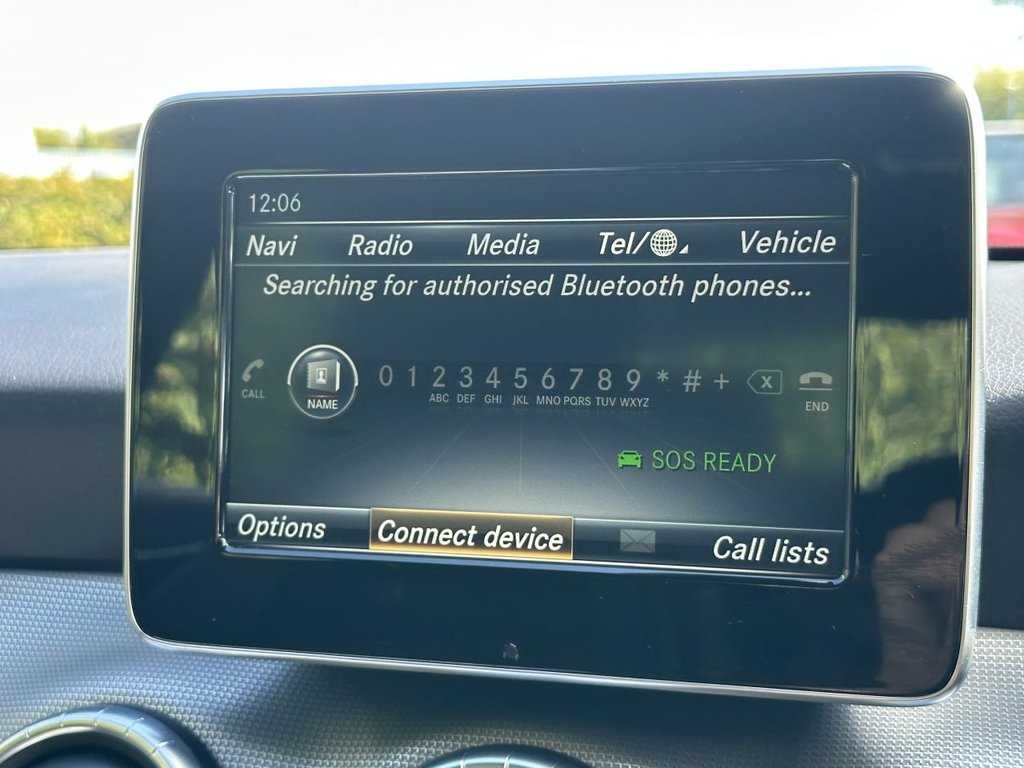 12:06
Navi Radio Media Tel/ Vehicle
Searching for authorised Bluetooth phones...
0 1 2 3 4 5 6 7 8 9 * # + X
CALL NAME ABC DEF GHI JKL MNO PQRS TUV WXYZ END
SOS READY
Options Connect device Call lists